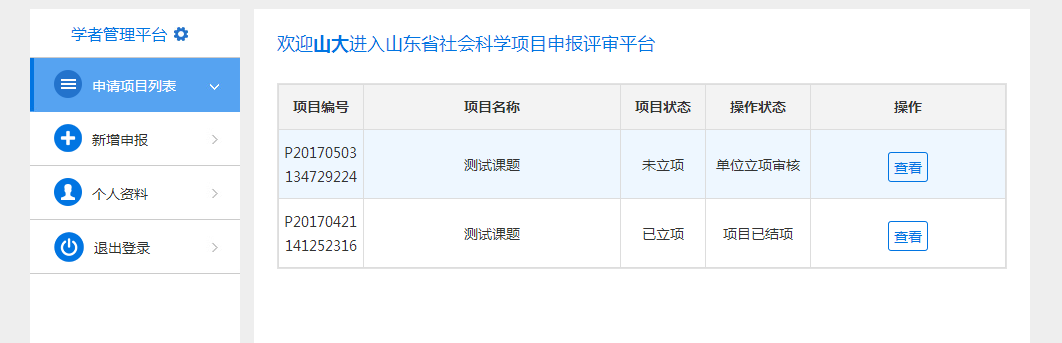 学者管理平台
申请项目列表
新增申报
个人资料
退出登录
欢迎山大进入山东省社会科学项目申报评审平台
项目编号 项目名称 项目状态 操作状态 操作
P20170503
134729224 测试课题 未立项 单位立项审核 查看
P20170421
141252316 测试课题 已立项 项目已结项 查看